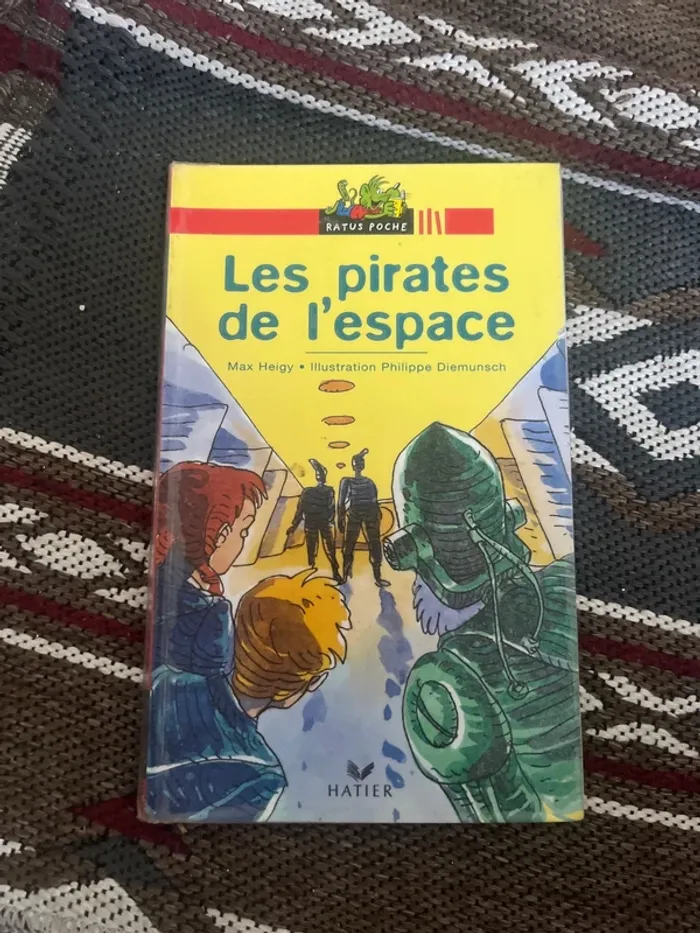 RATUS POCHE
Les pirates
de l'espace
Max Heigy • Illustration Philippe Diemunsch
HATIER